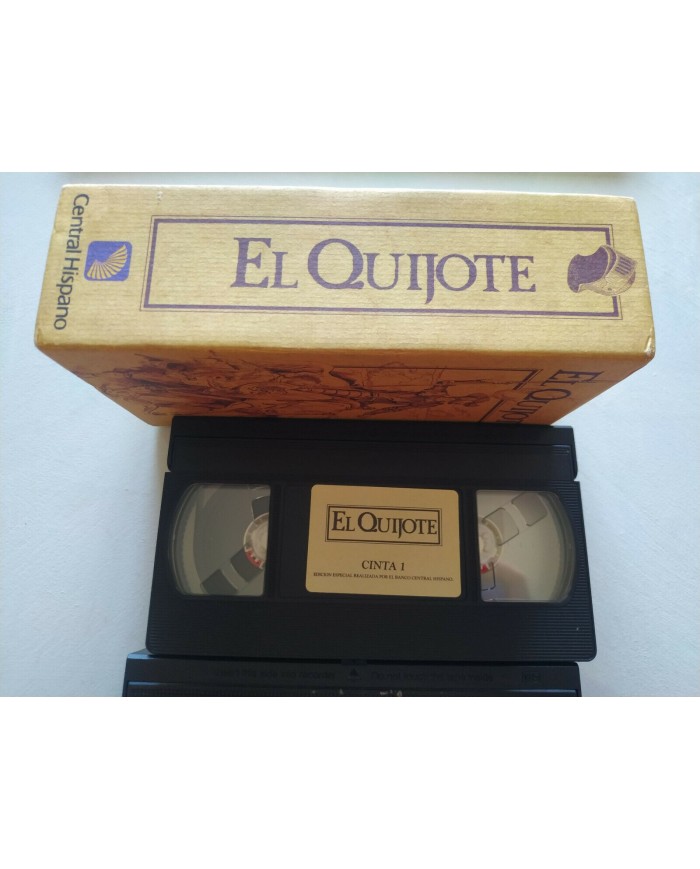 Central Hispano
EL QUIJOTE
EL QUIJOTE
EL QUIJOTE
CINTA 1
EDICION ESPECIAL REALIZADA POR EL BANCO CENTRAL HISPANO